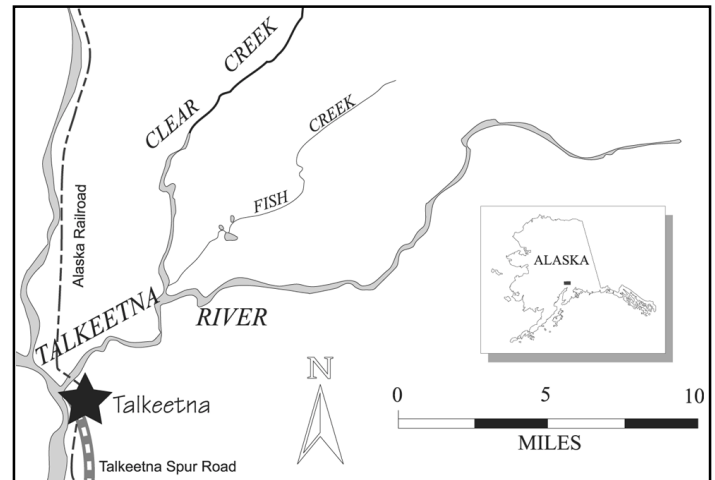 CLEAR CREEK
FISH CREEK
Alaska Railroad
TALKEETNA RIVER
ALASKA
N
Talkeetna
0 5 10
MILES
Talkeetna Spur Road